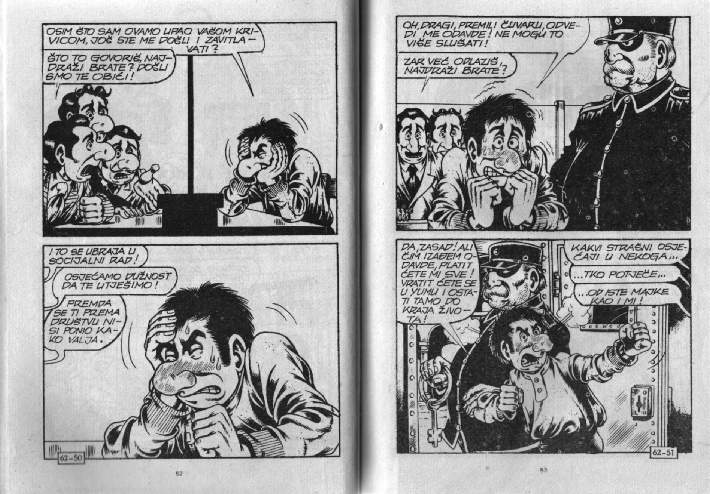 OSIM ŠTO SAM OVAMO UPAO VAŠOM KRI-
VICOM, JOŠ STE ME DOŠLI I ZAVITLA-
VATI?
ŠTO TO GOVORIŠ, NAJ-
DRAŽI BRATE? DOŠLI
SMO TE OBIĆI!
I TO SE UBRAJA U
SOCIJALNI RAD!
OSJEĆAMO DUŽNOST
DA TE UTJEŠIMO!
PREMDA
SE TI PREMA
DRUŠTVU NI-
SI PONIO KA-
KO VALJA.
62-50
62
OH, DRAGI, PREMILI ČUVARU, ODVE-
DI ME ODAVDE! NE MOGU TO
VIŠE SLUŠATI!
ZAR VEĆ ODLAZIŠ,
NAJDRAŽI BRATE?
DA, ZASAD! ALI
ČIM IZAĐEM O-
DAVDE, PLATIT
ĆETE MI SVE!
VRATIT ĆETE SE
U YUMU I OSTA-
TI TAMO DO
KRAJA ŽIVO-
TA!
KAKVI STRAŠNI OSJE-
ĆAJI U NEKOGA...
...TKO POTJEČE...
...OD ISTE MAJKE
KAO I MI!
62-51
63